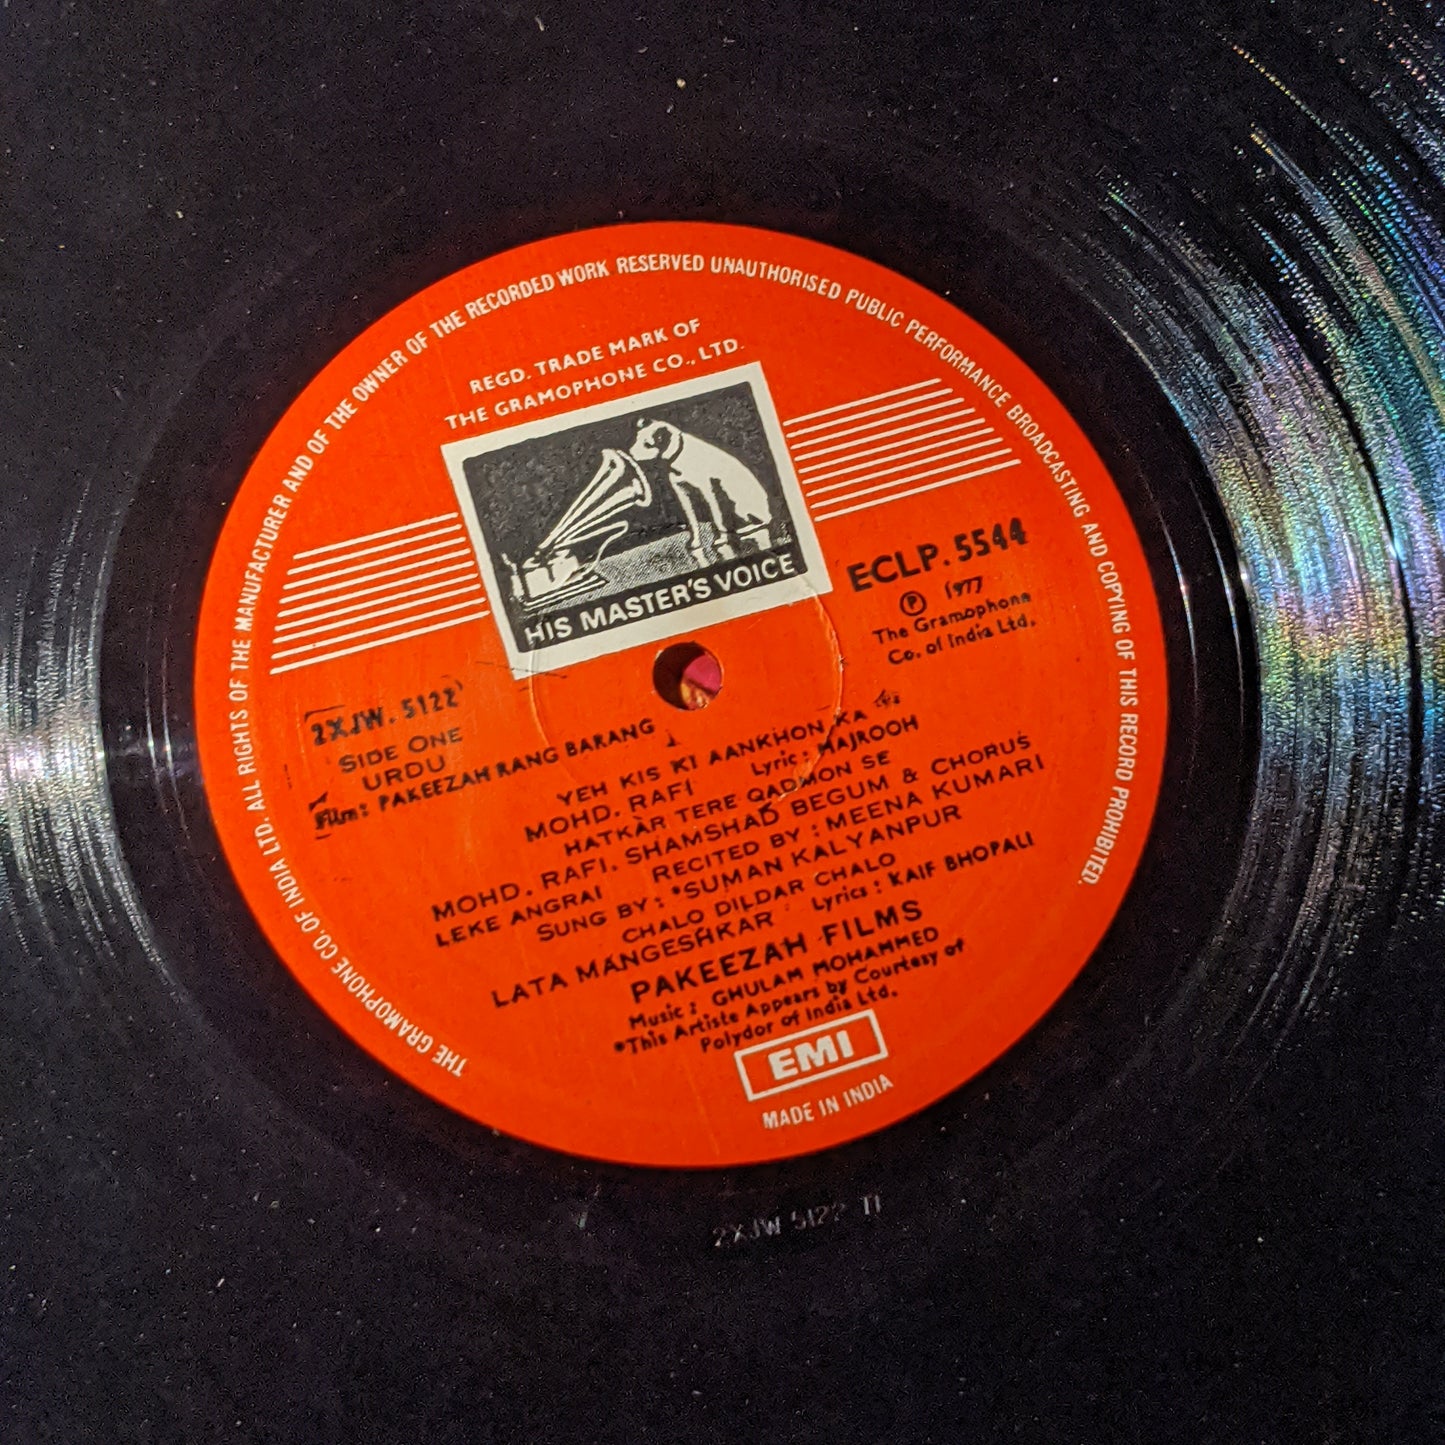 THE GRAMOPHONE CO. OF INDIA LTD. ALL RIGHTS OF THE MANUFACTURER AND OF THE OWNER OF THE RECORDED WORK RESERVED UNAUTHORISED PUBLIC PERFORMANCE BROADCASTING AND COPYING OF THIS RECORD PROHIBITED.
REGD. TRADE MARK OF
THE GRAMOPHONE CO., LTD.
HIS MASTER'S VOICE
ECLP. 5544
Ⓟ 1977
The Gramophone
Co. of India Ltd.
2XJW. 5122
SIDE ONE
URDU
Film: PAKEEZAH RANG BARANG
YEH KIS KI AANKHON KA
MOHD. RAFI Lyric: MAJROOH
HATKAR TERE QADMON SE
MOHD. RAFI. SHAMSHAD BEGUM & CHORUS
LEKE ANGRAI RECITED BY: MEENA KUMARI
SUNG BY: *SUMAN KALYANPUR
CHALO DILDAR CHALO
LATA MANGESHKAR Lyrics: KAIF BHOPALI
PAKEEZAH FILMS
Music: GHULAM MOHAMMED
*This Artiste Appears by Courtesy of
Polydor of India Ltd.
EMI
MADE IN INDIA
2XJW 5122